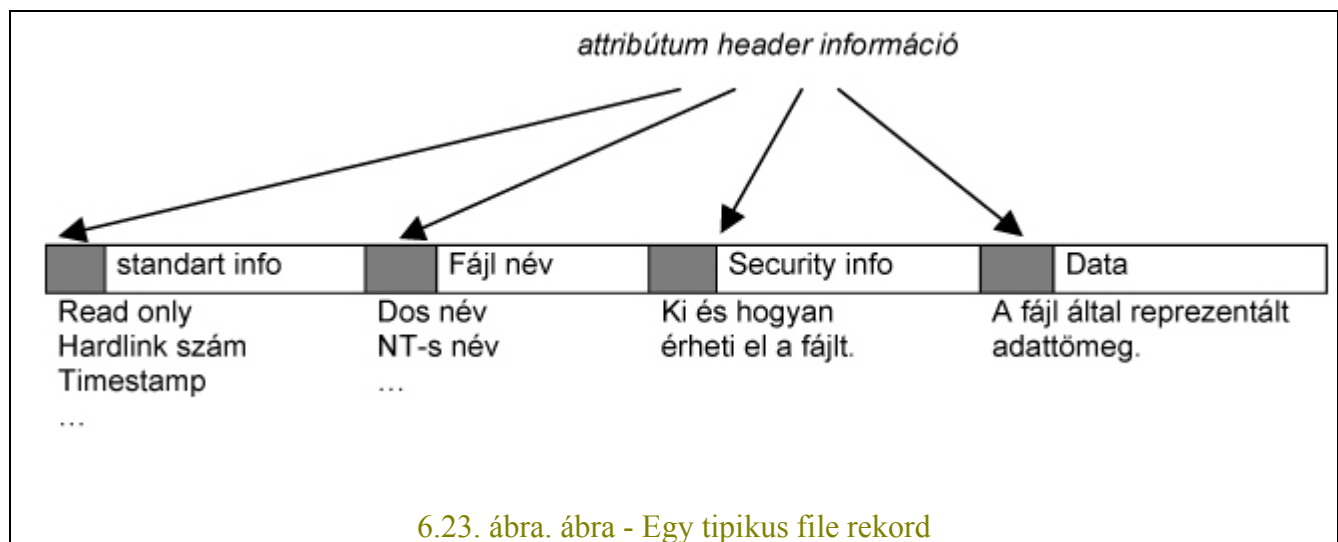 attribútum header információ
standart info
Fájl név
Security info
Data
Read only
Hardlink szám
Timestamp
…
Dos név
NT-s név
…
Ki és hogyan
érheti el a fájlt.
A fájl által reprezentált
adattömeg.
6.23. ábra. ábra - Egy tipikus file rekord